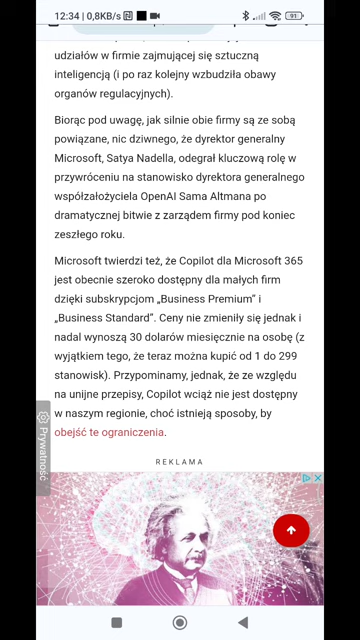 12:34 | 0,8KB/s
91
udziałów w firmie zajmującej się sztuczną
inteligencją (i po raz kolejny wzbudziła obawy
organów regulacyjnych).
Biorąc pod uwagę, jak silnie obie firmy są ze sobą
powiązane, nic dziwnego, że dyrektor generalny
Microsoft, Satya Nadella, odegrał kluczową rolę w
przywróceniu na stanowisko dyrektora generalnego
współzałożyciela OpenAI Sama Altmana po
dramatycznej bitwie z zarządem firmy pod koniec
zeszłego roku.
Microsoft twierdzi też, że Copilot dla Microsoft 365
jest obecnie szeroko dostępny dla małych firm
dzięki subskrypcjom „Business Premium” i
„Business Standard”. Ceny nie zmieniły się jednak i
nadal wynoszą 30 dolarów miesięcznie na osobę (z
wyjątkiem tego, że teraz można kupić od 1 do 299
stanowisk). Przypominamy, jednak, że ze względu
na unijne przepisy, Copilot wciąż nie jest dostępny
w naszym regionie, choć istnieją sposoby, by
obejść te ograniczenia.
Prywatność
REKLAMA